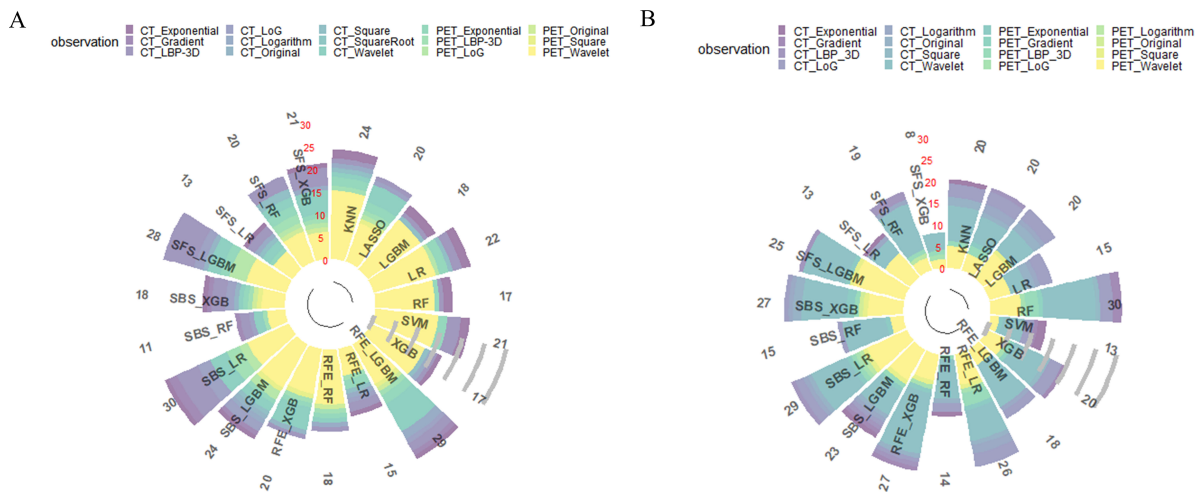 A
observation
CT_Exponential CT_LoG CT_Square PET_Exponential PET_Original
CT_Gradient CT_Logarithm CT_SquareRoot PET_LBP-3D PET_Square
CT_LBP-3D CT_Original CT_Wavelet PET_LoG PET_Wavelet
30
25
20
15
10
5
0
KNN 24
LASSO 20
LGBM 18
LR 22
RF 17
SVM 21
XGB 17
RFE_LGBM 29
RFE_LR 15
RFE_RF 18
RFE_XGB 20
SBS_LGBM 24
SBS_LR 30
SBS_RF 11
SBS_XGB 18
SFS_LGBM 28
SFS_LR 13
SFS_RF 20
SFS_XGB 21
B
observation
CT_Exponential CT_Logarithm PET_Exponential PET_Logarithm
CT_Gradient CT_Original PET_Gradient PET_Original
CT_LBP_3D CT_Square PET_LBP_3D PET_Square
CT_LoG CT_Wavelet PET_LoG PET_Wavelet
30
25
20
15
10
5
0
KNN 20
LASSO 20
LGBM 20
LR 15
RF 30
SVM 13
XGB 20
RFE_LGBM 18
RFE_LR 26
RFE_RF 14
RFE_XGB 27
SBS_LGBM 23
SBS_LR 29
SBS_RF 15
SBS_XGB 27
SFS_LGBM 25
SFS_LR 13
SFS_RF 19
SFS_XGB 8